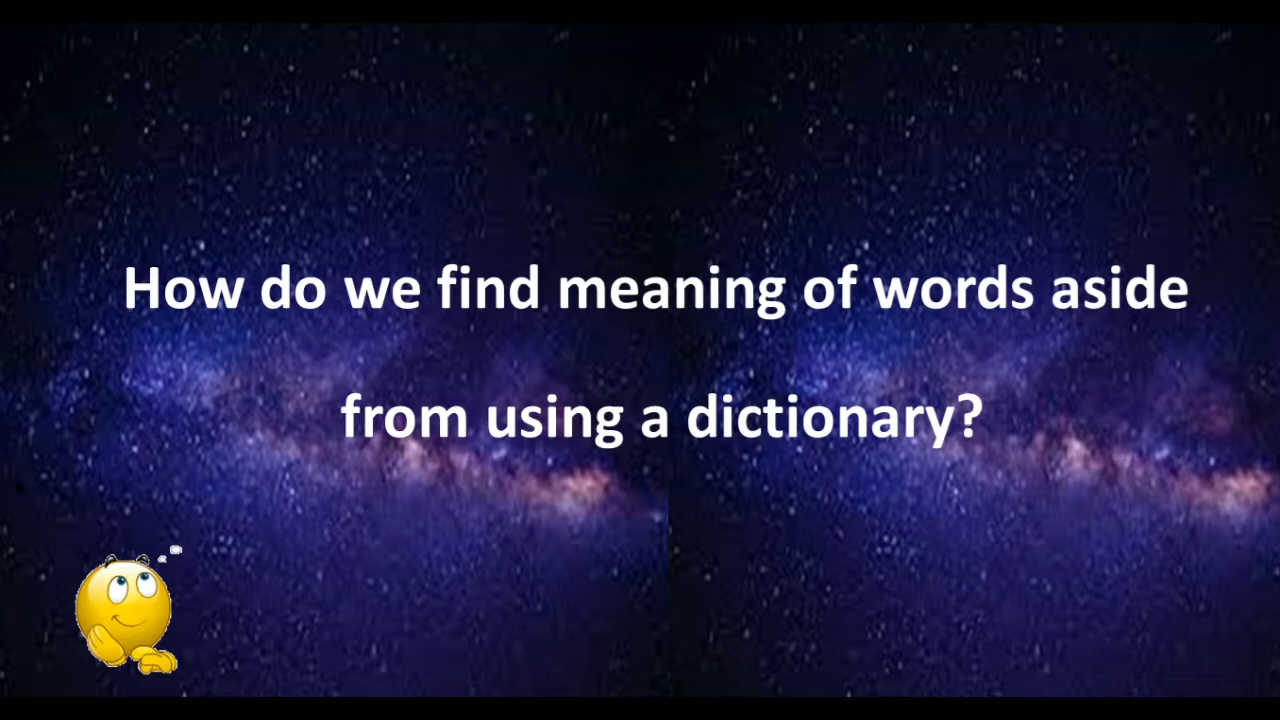 How do we find meaning of words aside
from using a dictionary?